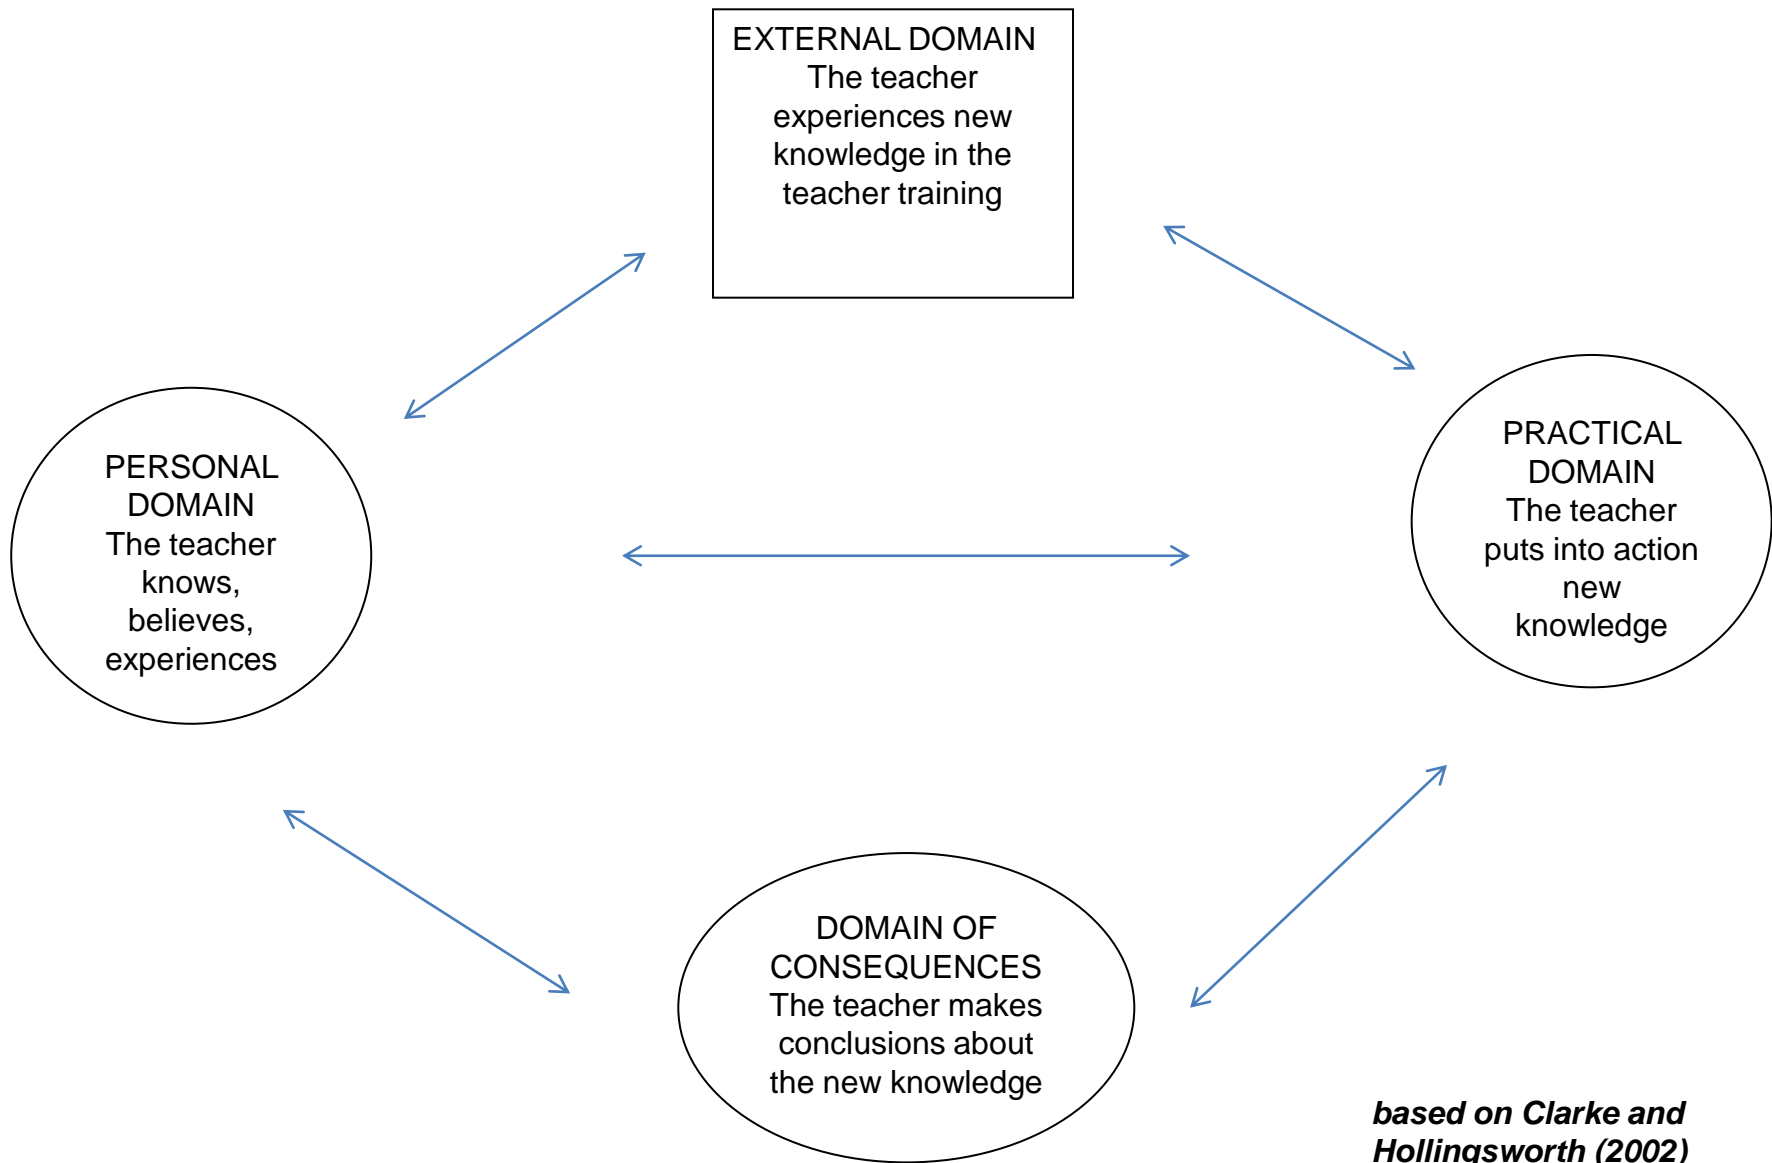 EXTERNAL DOMAIN
The teacher
experiences new
knowledge in the
teacher training
PERSONAL
DOMAIN
The teacher
knows,
believes,
experiences
PRACTICAL
DOMAIN
The teacher
puts into action
new
knowledge
DOMAIN OF
CONSEQUENCES
The teacher makes
conclusions about
the new knowledge
based on Clarke and
Hollingsworth (2002)